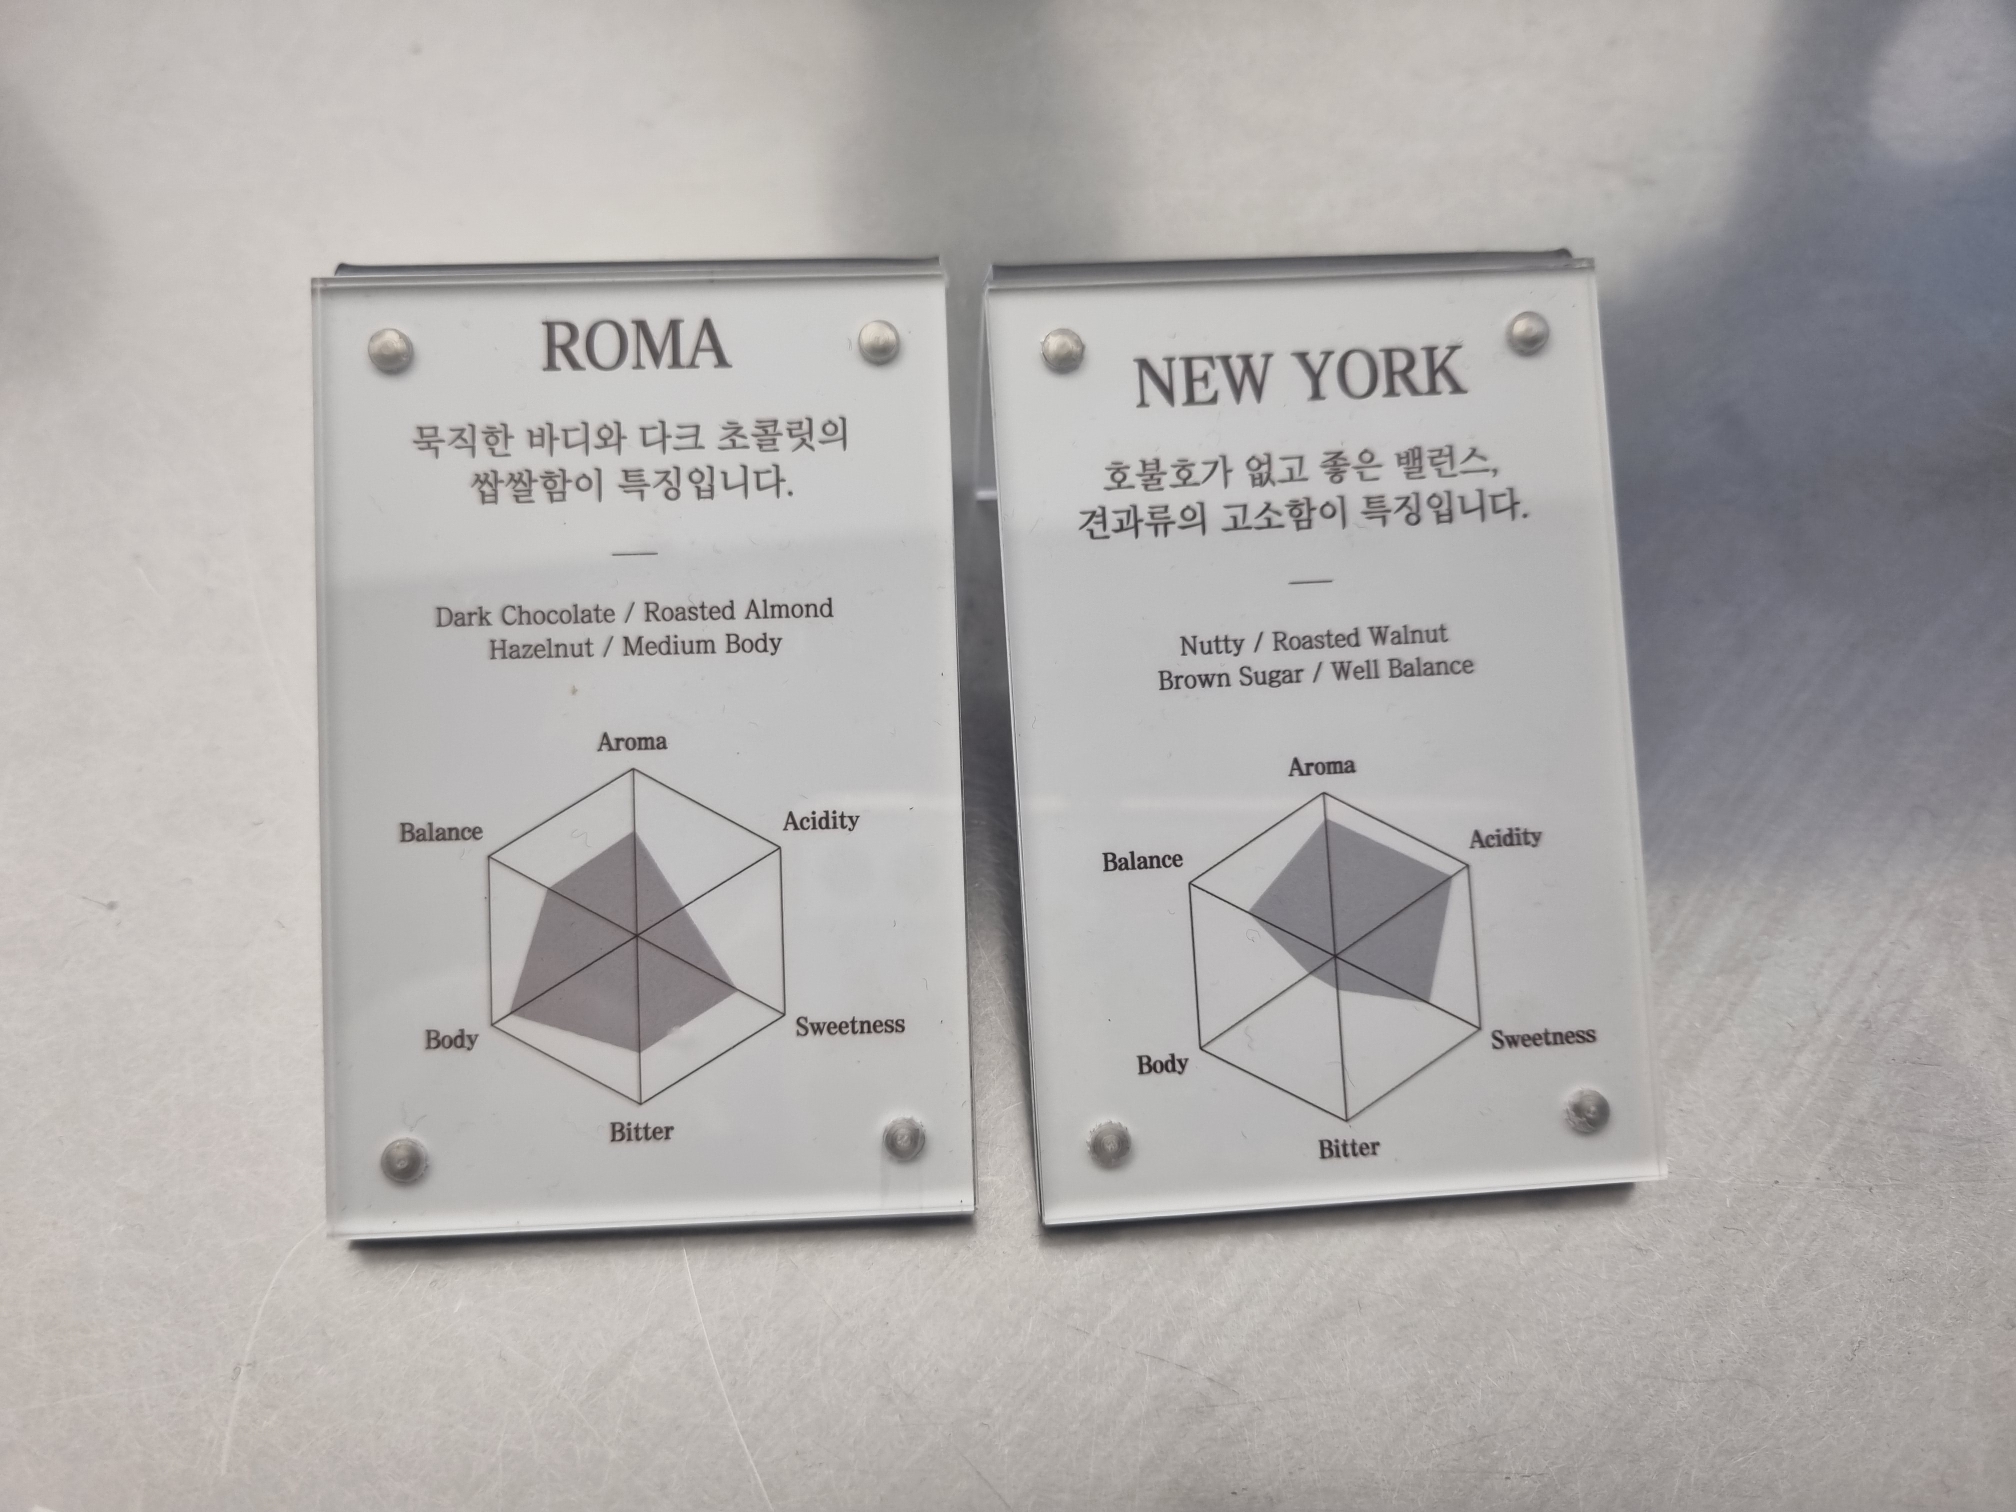 ROMA
묵직한 바디와 다크 초콜릿의
쌉쌀함이 특징입니다.
Dark Chocolate / Roasted Almond
Hazelnut / Medium Body
Aroma
Acidity
Balance
Sweetness
Body
Bitter
NEW YORK
호불호가 없고 좋은 밸런스,
견과류의 고소함이 특징입니다.
Nutty / Roasted Walnut
Brown Sugar / Well Balance
Aroma
Acidity
Balance
Sweetness
Body
Bitter